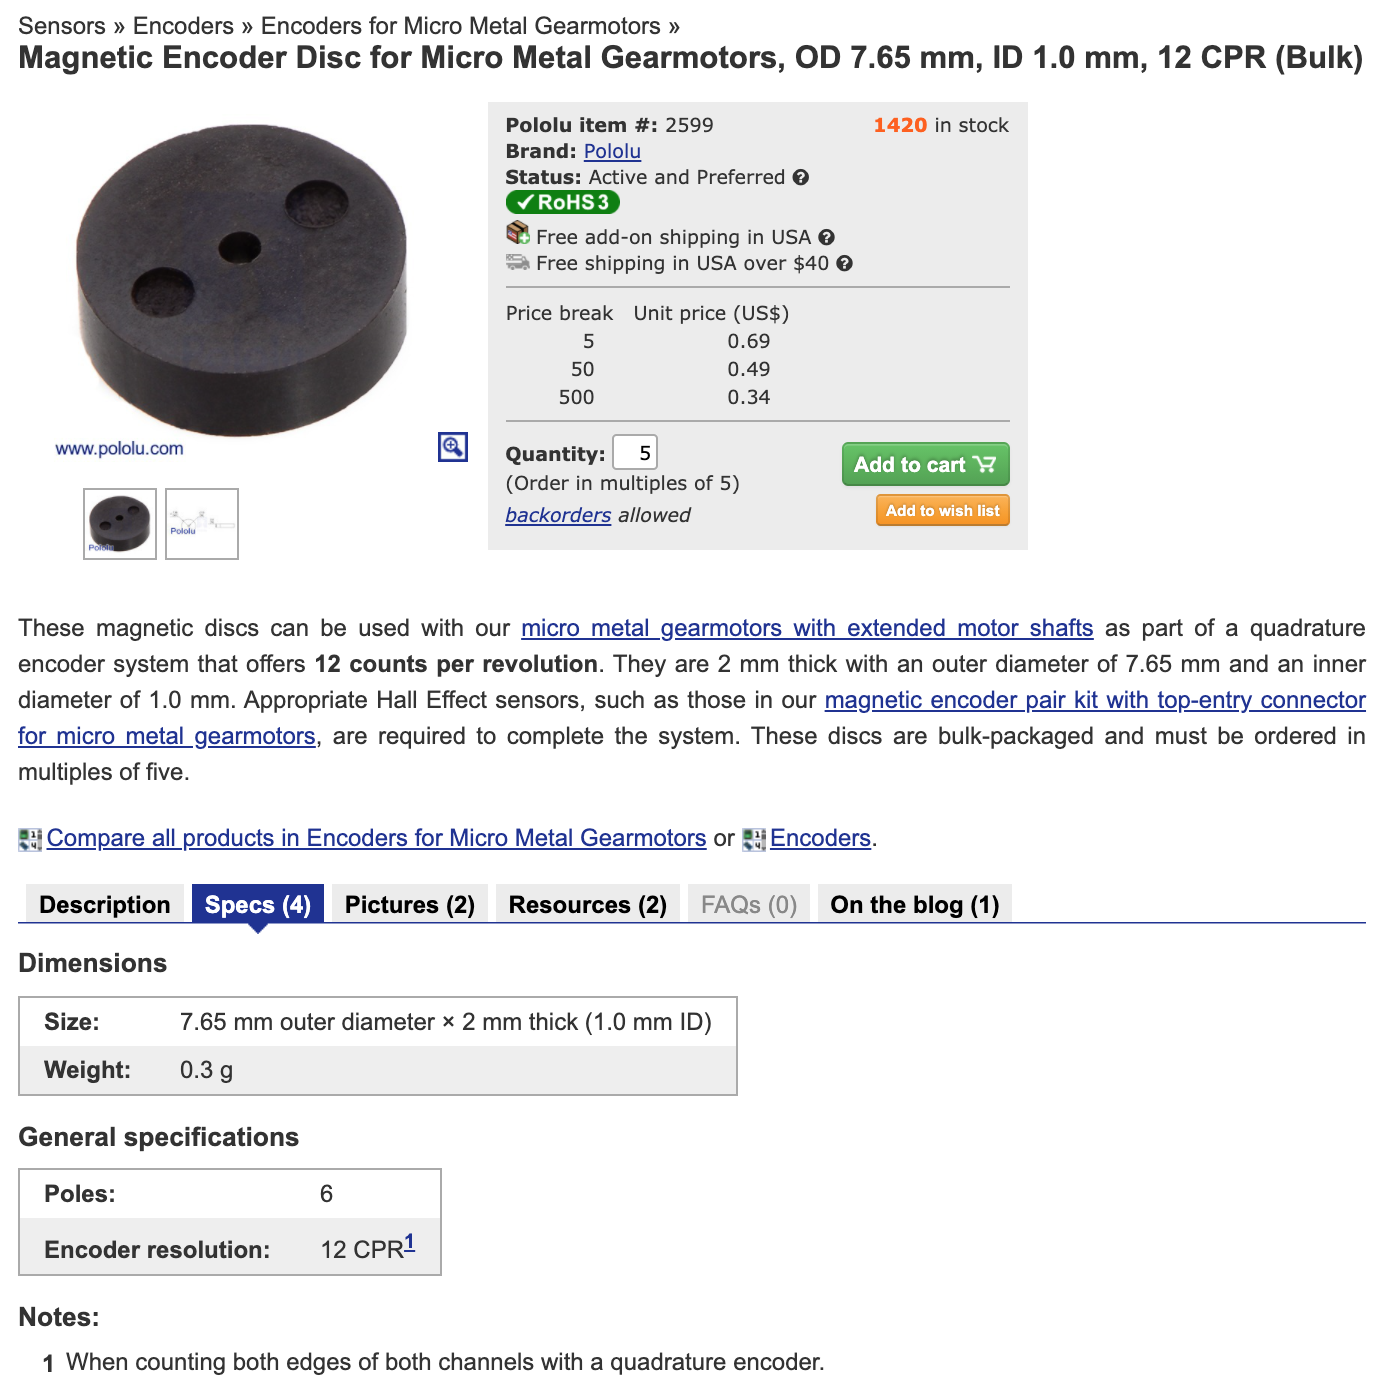 Sensors » Encoders » Encoders for Micro Metal Gearmotors »
Magnetic Encoder Disc for Micro Metal Gearmotors, OD 7.65 mm, ID 1.0 mm, 12 CPR (Bulk)
www.pololu.com
Pololu
Pololu
Pololu item #: 2599
1420 in stock
Brand: Pololu
Status: Active and Preferred
✓RoHS 3
Free add-on shipping in USA
Free shipping in USA over $40
Price break Unit price (US$)
5 0.69
50 0.49
500 0.34
Quantity: 5
(Order in multiples of 5)
backorders allowed
Add to cart
Add to wish list
These magnetic discs can be used with our micro metal gearmotors with extended motor shafts as part of a quadrature
encoder system that offers 12 counts per revolution. They are 2 mm thick with an outer diameter of 7.65 mm and an inner
diameter of 1.0 mm. Appropriate Hall Effect sensors, such as those in our magnetic encoder pair kit with top-entry connector
for micro metal gearmotors, are required to complete the system. These discs are bulk-packaged and must be ordered in
multiples of five.
Compare all products in Encoders for Micro Metal Gearmotors or Encoders.
Description Specs (4) Pictures (2) Resources (2) FAQs (0) On the blog (1)
Dimensions
Size: 7.65 mm outer diameter × 2 mm thick (1.0 mm ID)
Weight: 0.3 g
General specifications
Poles: 6
Encoder resolution: 12 CPR1
Notes:
1 When counting both edges of both channels with a quadrature encoder.